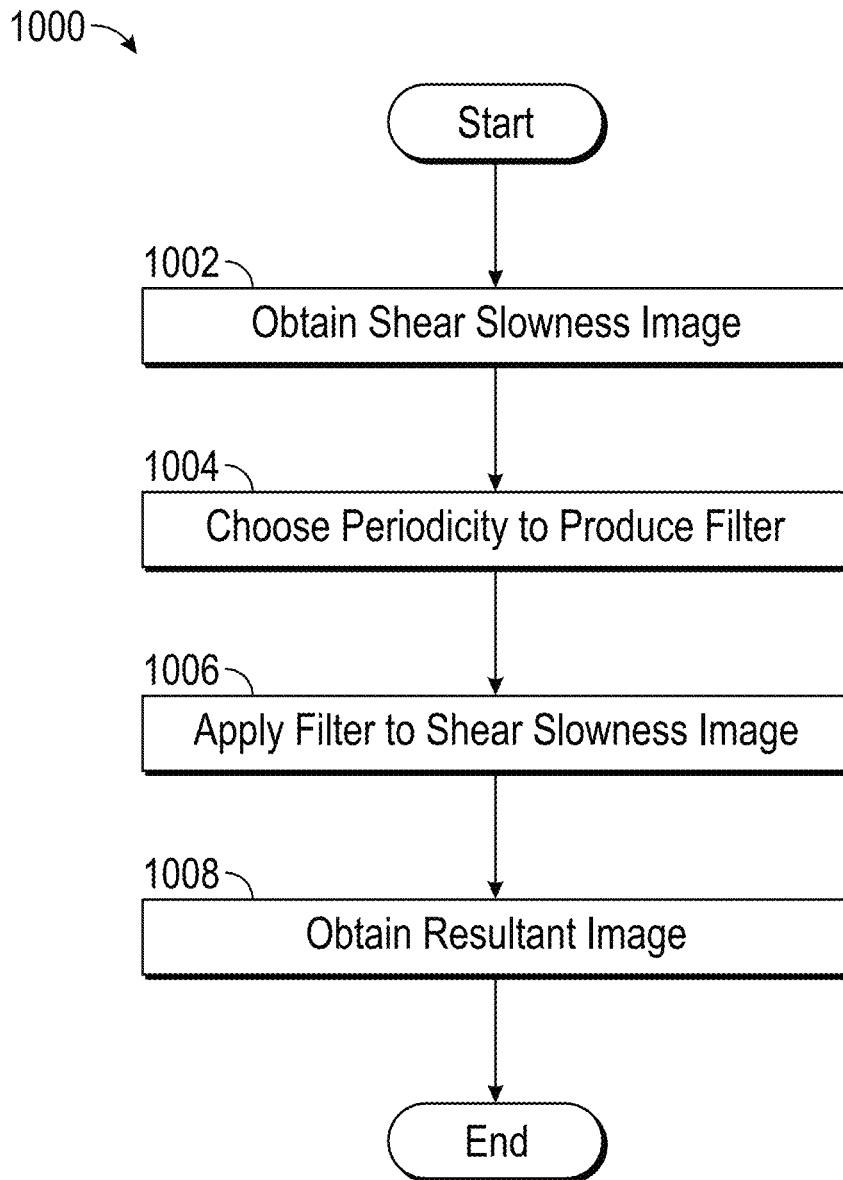 1000
Start
1002
Obtain Shear Slowness Image
1004
Choose Periodicity to Produce Filter
1006
Apply Filter to Shear Slowness Image
1008
Obtain Resultant Image
End